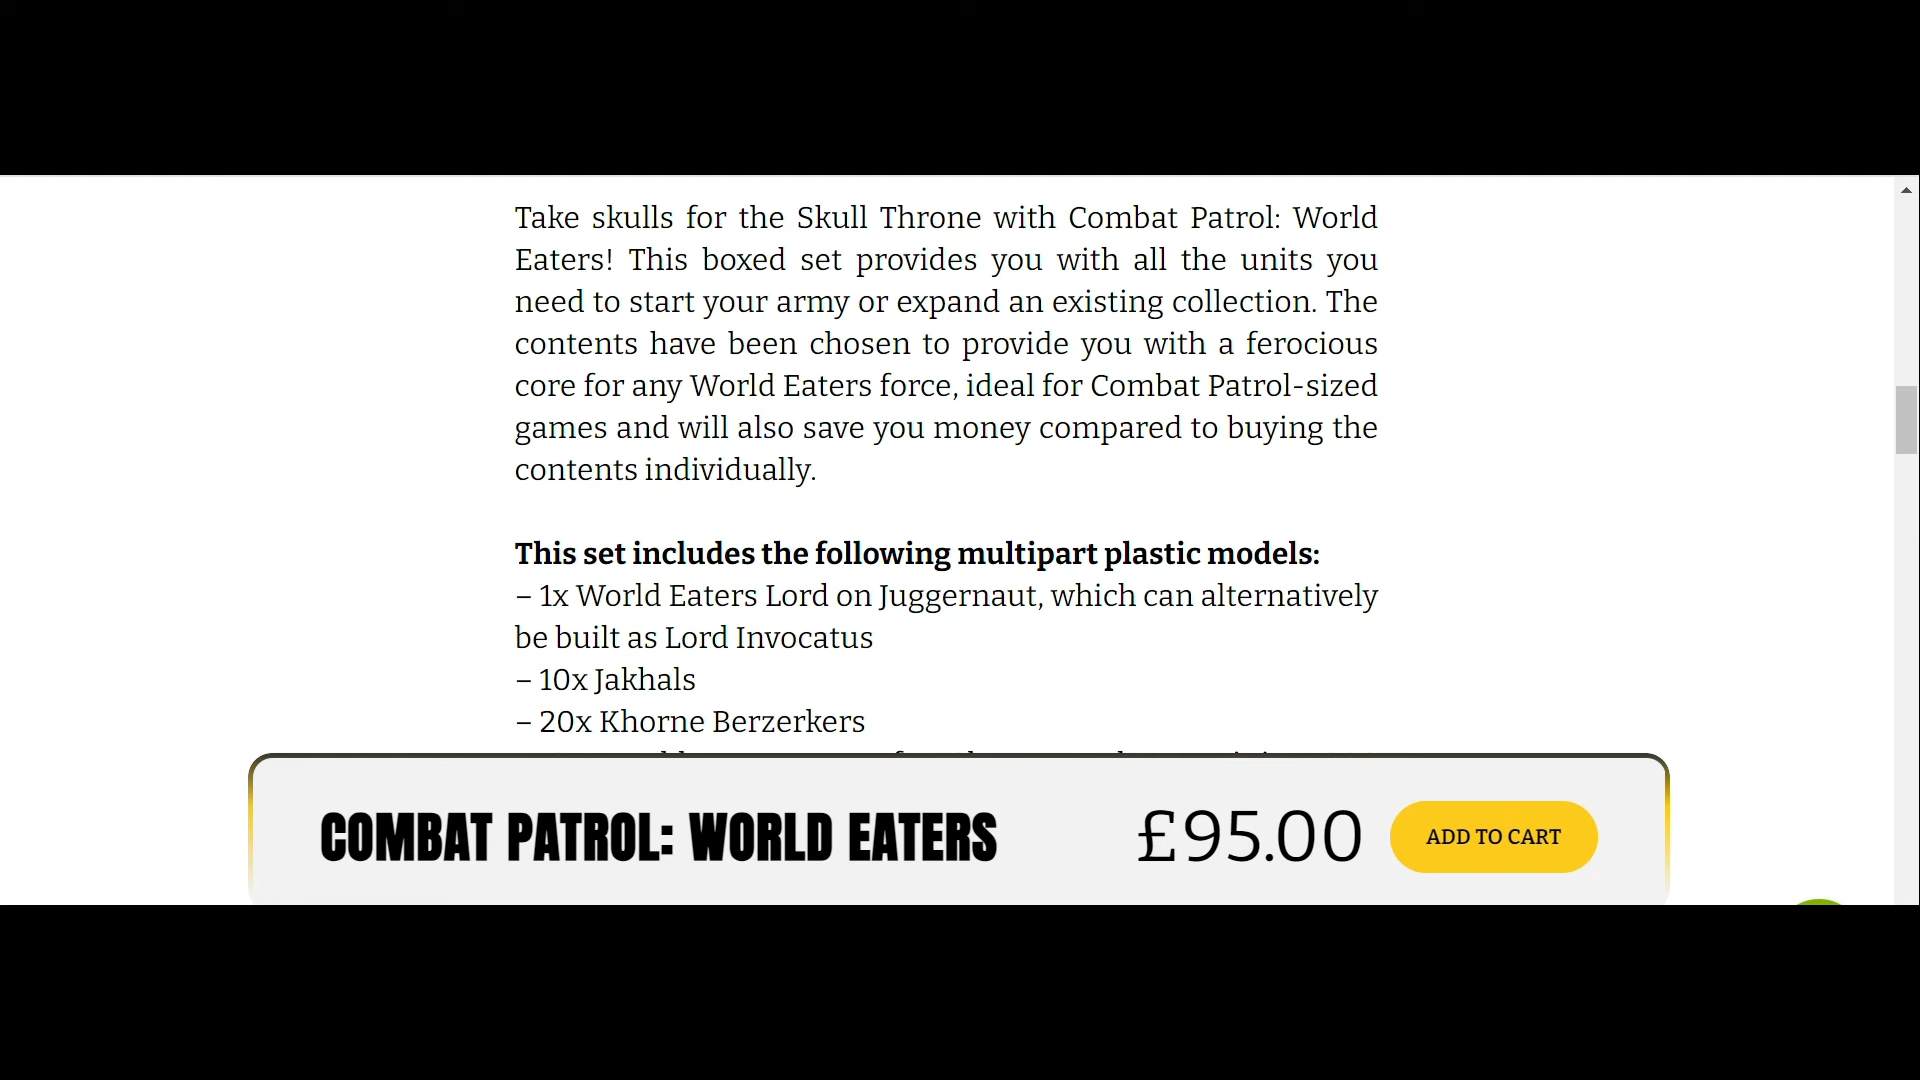 Take skulls for the Skull Throne with Combat Patrol: World
Eaters! This boxed set provides you with all the units you
need to start your army or expand an existing collection. The
contents have been chosen to provide you with a ferocious
core for any World Eaters force, ideal for Combat Patrol-sized
games and will also save you money compared to buying the
contents individually.
This set includes the following multipart plastic models:
– 1x World Eaters Lord on Juggernaut, which can alternatively
be built as Lord Invocatus
– 10x Jakhals
– 20x Khorne Berzerkers
COMBAT PATROL: WORLD EATERS
£95.00
ADD TO CART